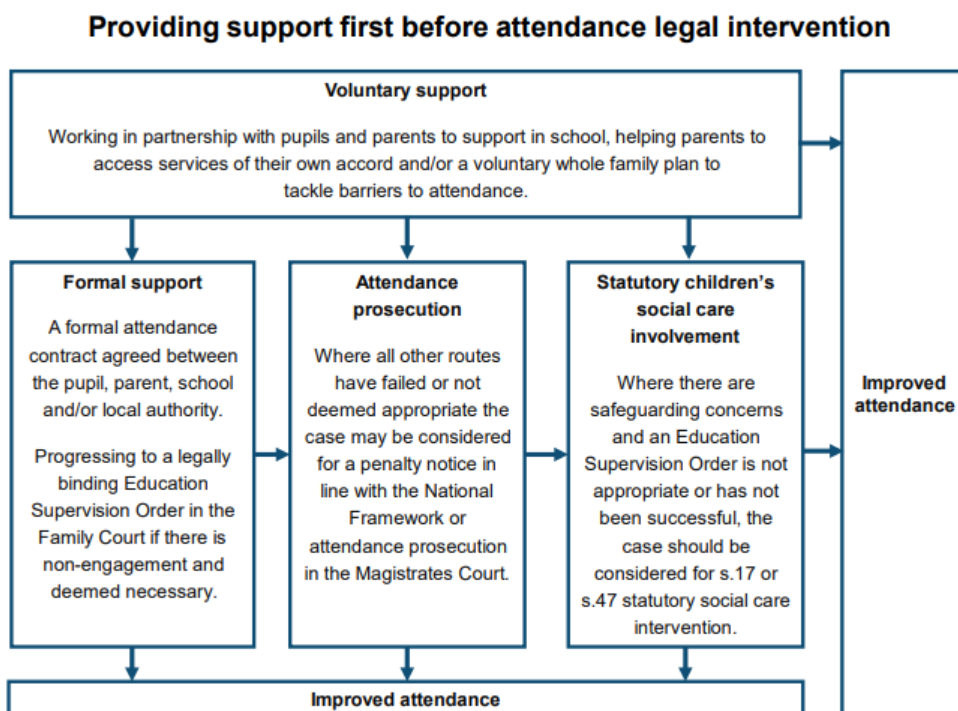 Providing support first before attendance legal intervention
Voluntary support
Working in partnership with pupils and parents to support in school, helping parents to
access services of their own accord and/or a voluntary whole family plan to
tackle barriers to attendance.
Formal support
A formal attendance
contract agreed between
the pupil, parent, school
and/or local authority.
Progressing to a legally
binding Education
Supervision Order in the
Family Court if there is
non-engagement and
deemed necessary.
Attendance
prosecution
Where all other routes
have failed or not
deemed appropriate the
case may be considered
for a penalty notice in
line with the National
Framework or
attendance prosecution
in the Magistrates Court.
Statutory children's
social care
involvement
Where there are
safeguarding concerns
and an Education
Supervision Order is not
appropriate or has not
been successful, the
case should be
considered for s.17 or
s.47 statutory social care
intervention.
Improved
attendance
Improved attendance